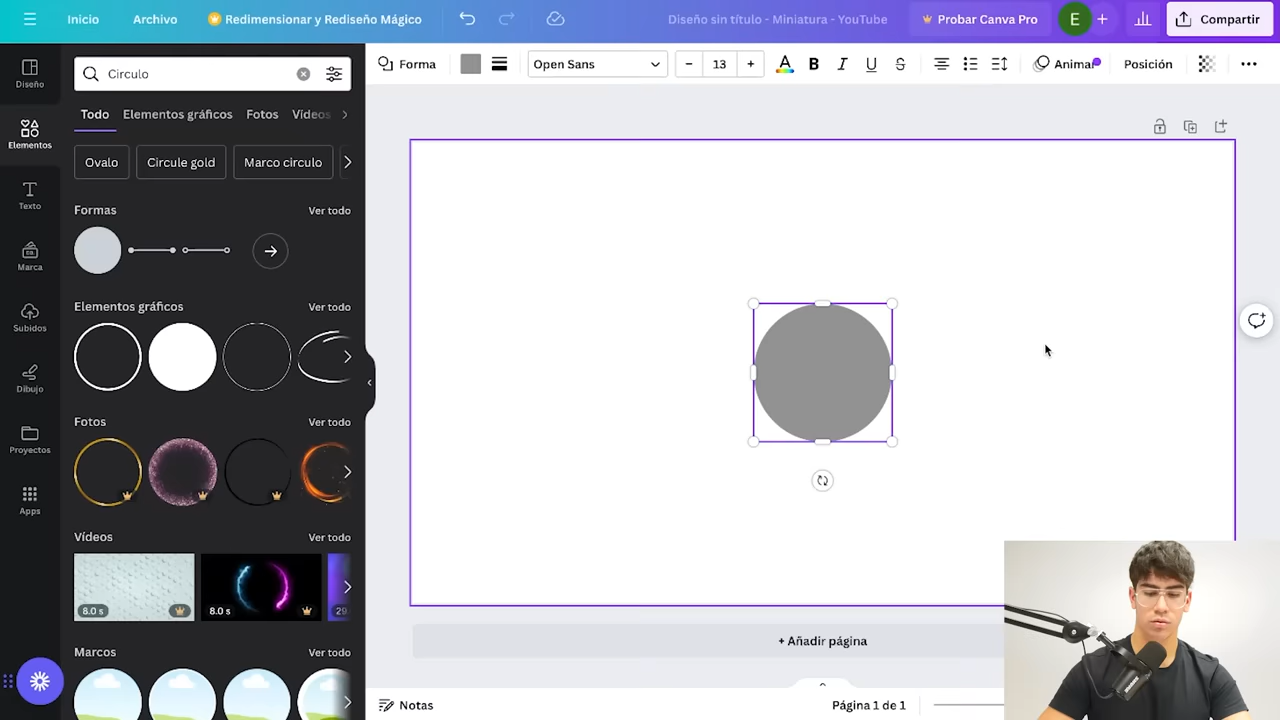 Inicio
Archivo
Redimensionar y Rediseño Mágico
Diseño sin título - Miniatura - YouTube
Probar Canva Pro
E
+
Compartir
Diseño
Elementos
Texto
Marca
Subidos
Dibujo
Proyectos
Apps
Circulo
Todo
Elementos gráficos
Fotos
Vídeos
Ovalo
Circule gold
Marco circulo
Formas
Ver todo
Elementos gráficos
Ver todo
Fotos
Ver todo
Vídeos
Ver todo
6.0 s
8.0 s
29
Marcos
Ver todo
Forma
Open Sans
– 13 +
A
B
I
U
S
Animar
Posición
+ Añadir página
Notas
Página 1 de 1